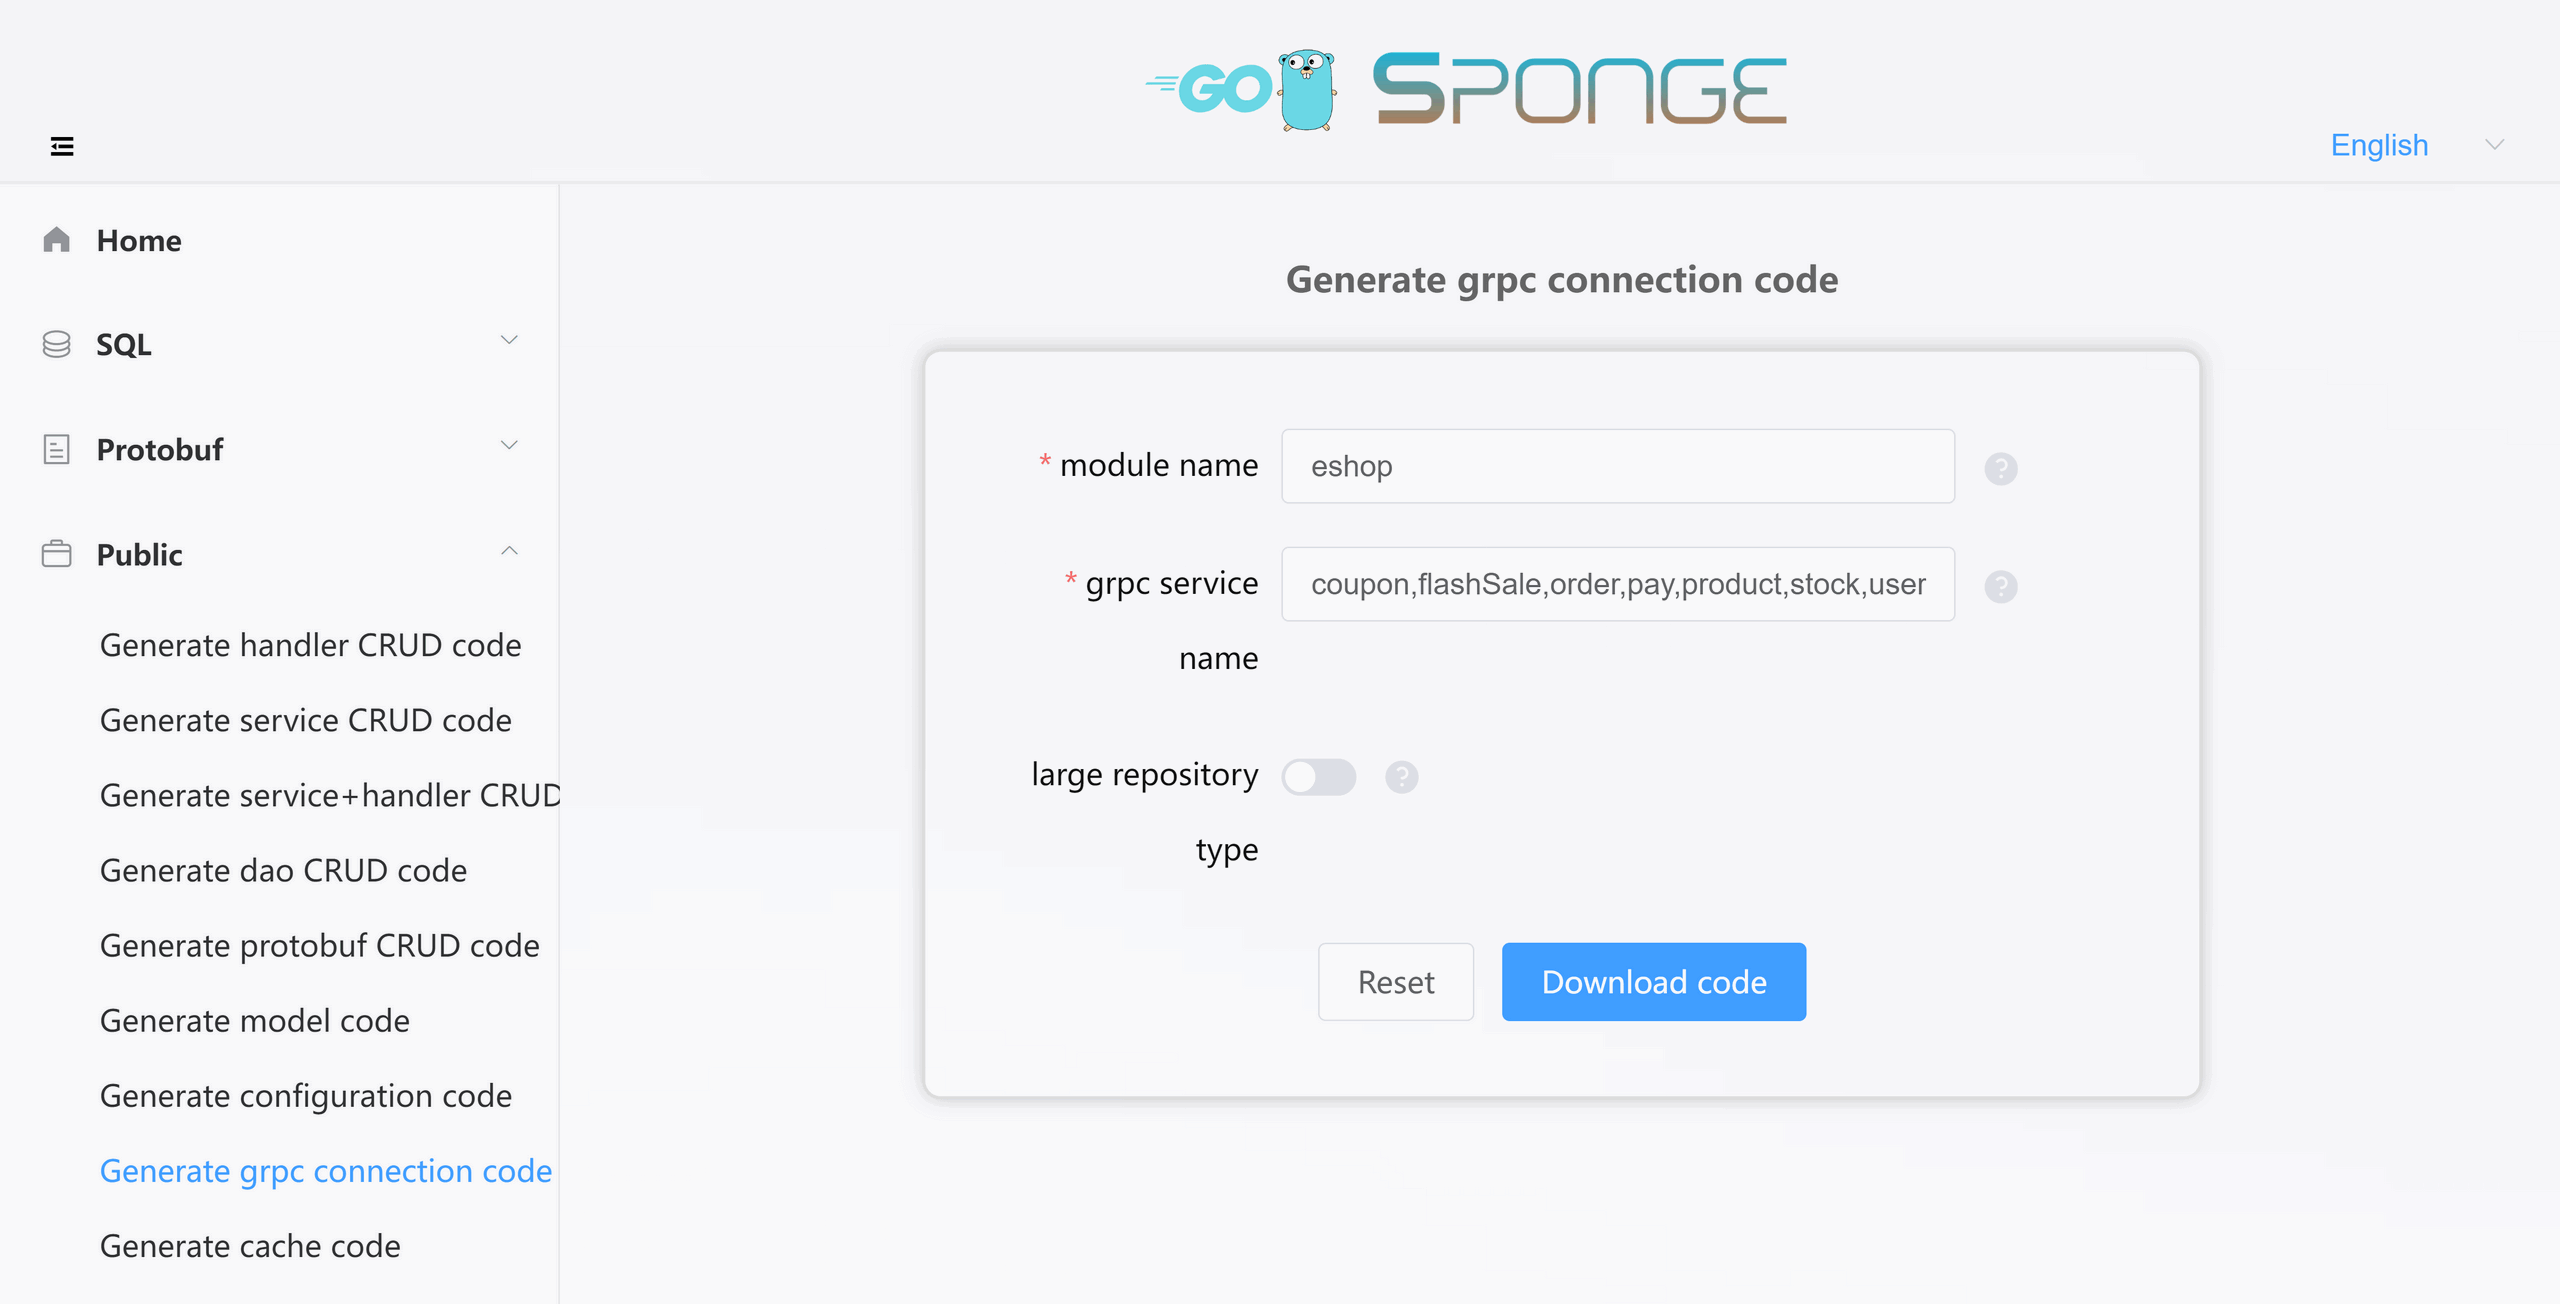 GO SPONGE
English
Home
SQL
Protobuf
Public
Generate handler CRUD code
Generate service CRUD code
Generate service+handler CRUD
Generate dao CRUD code
Generate protobuf CRUD code
Generate model code
Generate configuration code
Generate grpc connection code
Generate cache code
Generate grpc connection code
* module name eshop ?
* grpc service coupon,flashSale,order,pay,product,stock,user ?
name
large repository ?
type
Reset Download code